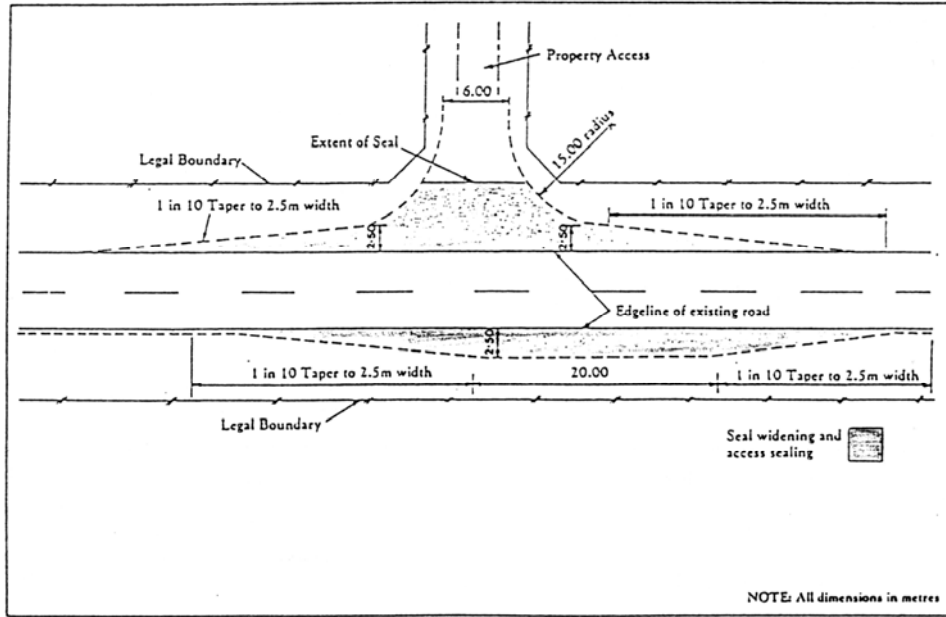 Property Access
6.00
Extent of Seal
15.00 radius
Legal Boundary
1 in 10 Taper to 2.5m width
1 in 10 Taper to 2.5m width
2.50
2.50
Edgeline of existing road
2.50
1 in 10 Taper to 2.5m width
20.00
1 in 10 Taper to 2.5m width
Legal Boundary
Seal widening and
access sealing
NOTE: All dimensions in metres